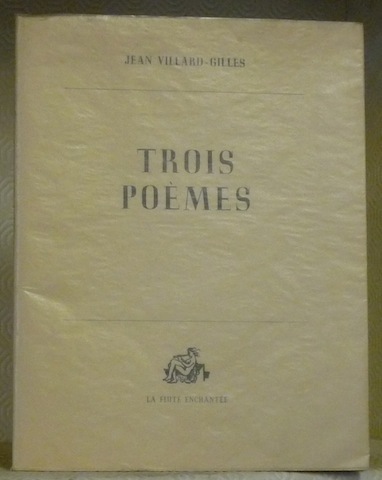 JEAN VILLARD-GILLES
TROIS
POÈMES
LA FLÛTE ENCHANTÉE